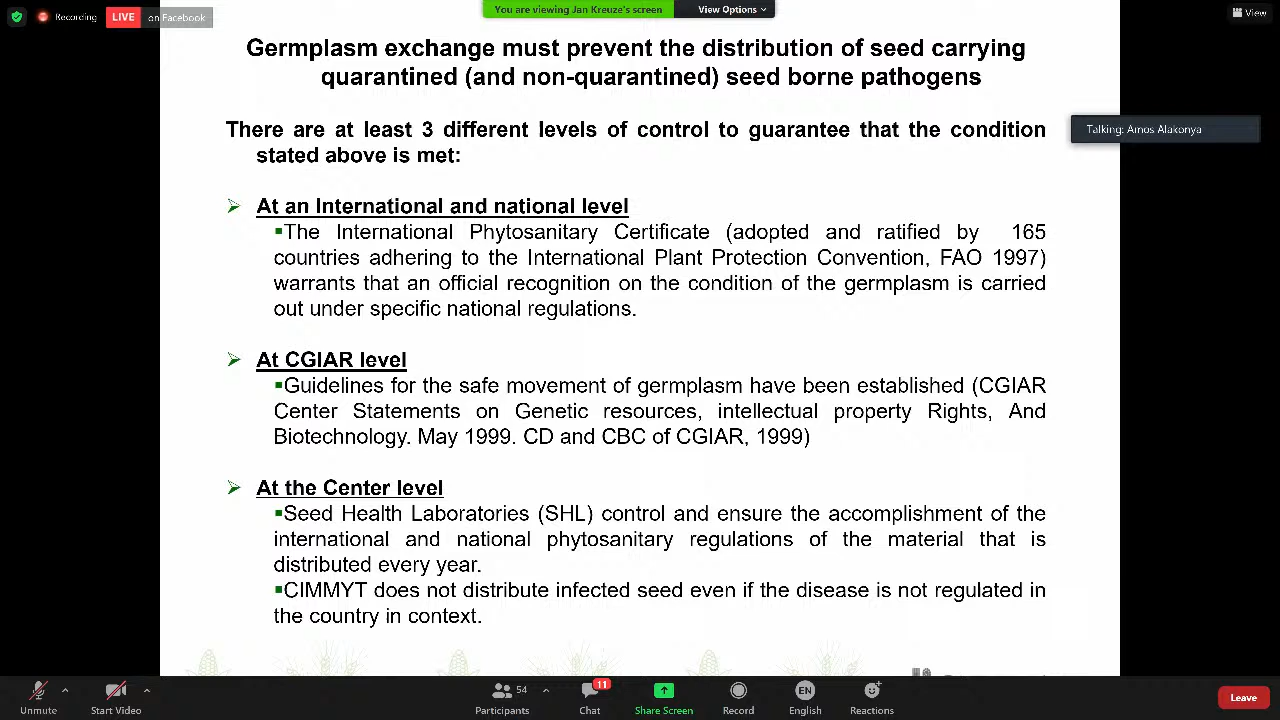 Recording
LIVE on Facebook
You are viewing Jan Kreuze's screen
View Options
View
Germplasm exchange must prevent the distribution of seed carrying
quarantined (and non-quarantined) seed borne pathogens
Talking: Amos Alakonya
There are at least 3 different levels of control to guarantee that the condition
stated above is met:
At an International and national level
The International Phytosanitary Certificate (adopted and ratified by 165
countries adhering to the International Plant Protection Convention, FAO 1997)
warrants that an official recognition on the condition of the germplasm is carried
out under specific national regulations.
At CGIAR level
Guidelines for the safe movement of germplasm have been established (CGIAR
Center Statements on Genetic resources, intellectual property Rights, And
Biotechnology. May 1999. CD and CBC of CGIAR, 1999)
At the Center level
Seed Health Laboratories (SHL) control and ensure the accomplishment of the
international and national phytosanitary regulations of the material that is
distributed every year.
CIMMYT does not distribute infected seed even if the disease is not regulated in
the country in context.
54
11
EN
Unmute
Start Video
Participants
Chat
Share Screen
Record
English
Reactions
Leave